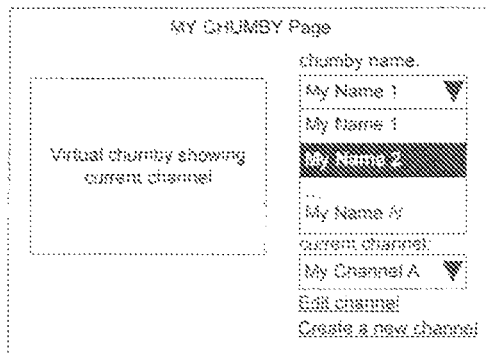 MY CHUMBY Page
Virtual chumby showing
current channel
chumby name:
My Name 1
My Name 1
My Name 2
...
My Name N
current channel:
My Channel A
Edit channel
Create a new channel